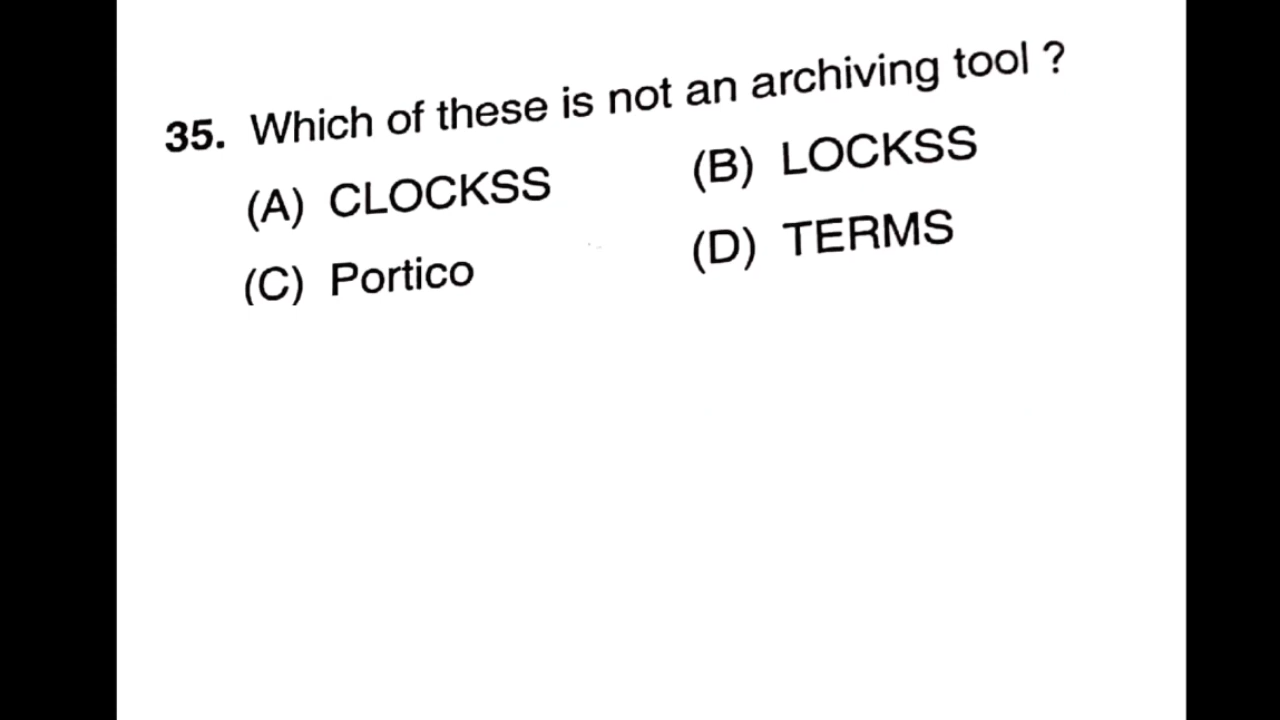 35. Which of these is not an archiving tool ?
(A) CLOCKSS (B) LOCKSS
(C) Portico (D) TERMS